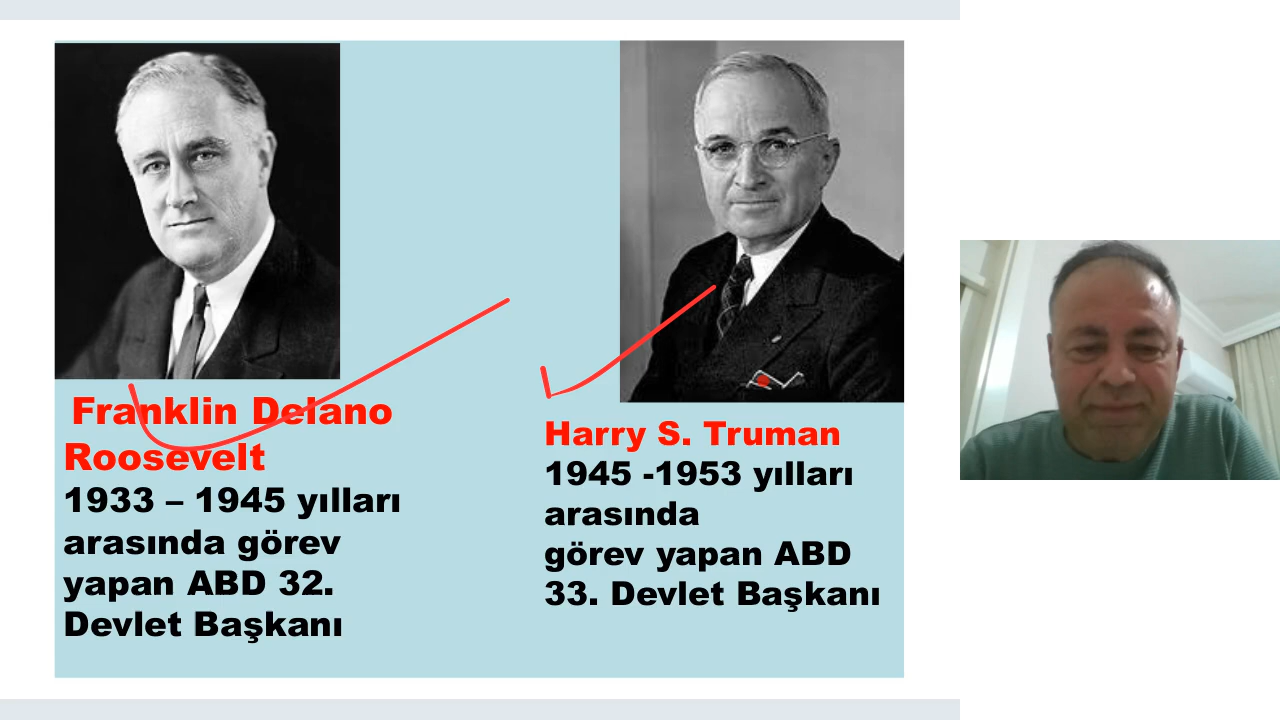 Franklin Delano
Roosevelt
1933 – 1945 yılları
arasında görev
yapan ABD 32.
Devlet Başkanı
Harry S. Truman
1945 -1953 yılları
arasında
görev yapan ABD
33. Devlet Başkanı